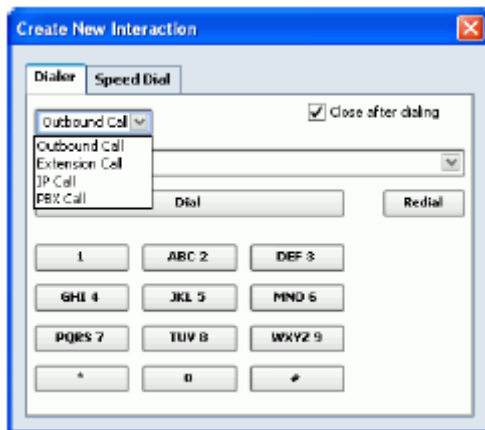 Create New Interaction
Dialer Speed Dial
Outbound Call Close after dialing
Outbound Call
Extension Call
IP Call
PBX Call
Dial Redial
1 ABC 2 DEF 3
GHI 4 JKL 5 MNO 6
PQRS 7 TUV 8 WXYZ 9
* 0 #